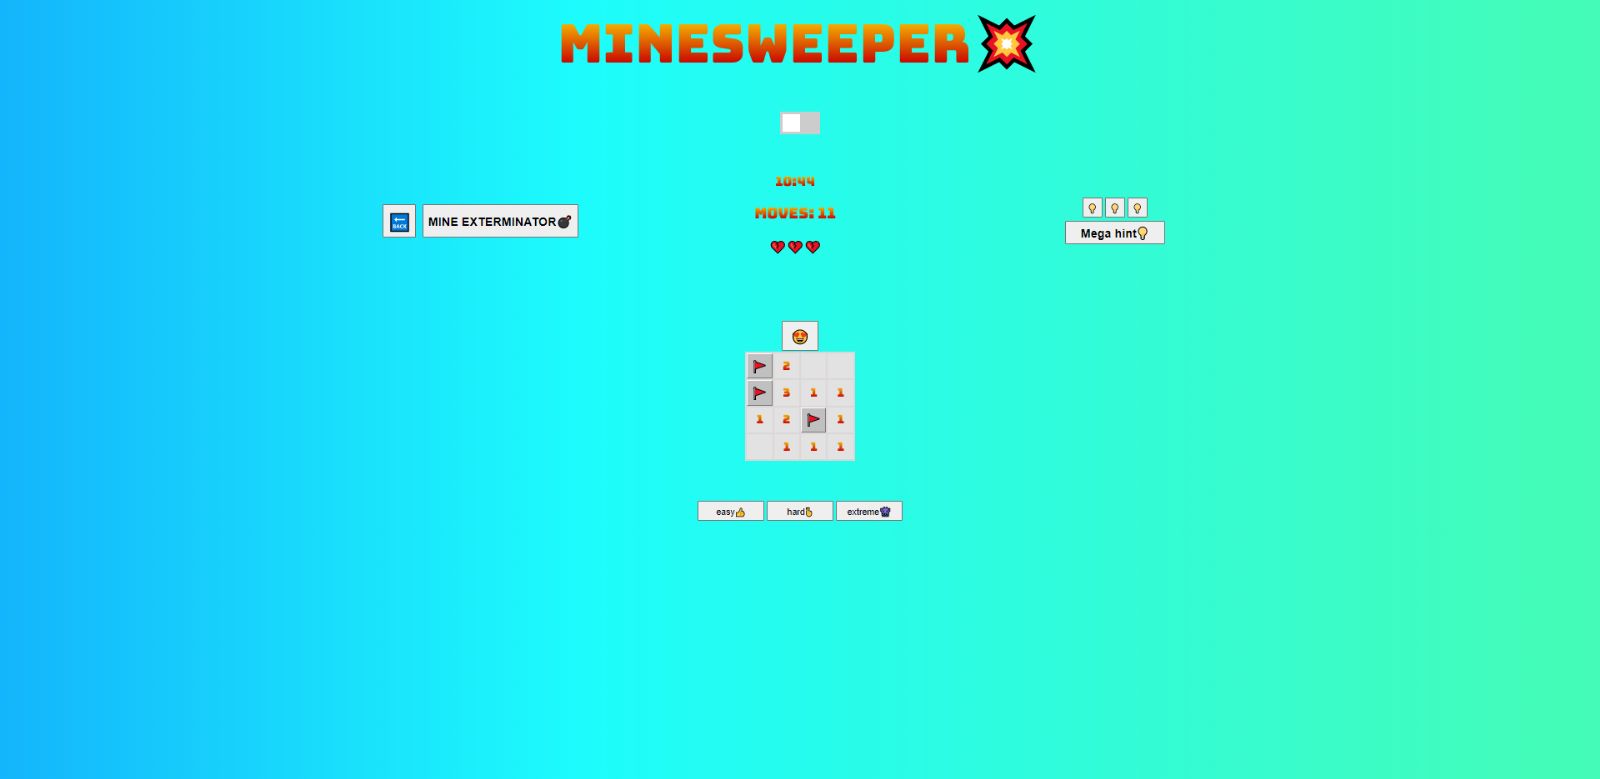 MINESWEEPER
10:44
MOVES: 11
BACK
MINE EXTERMINATOR
Mega hint
2
3 1 1
1 2 1
1 1 1
easy hard extreme